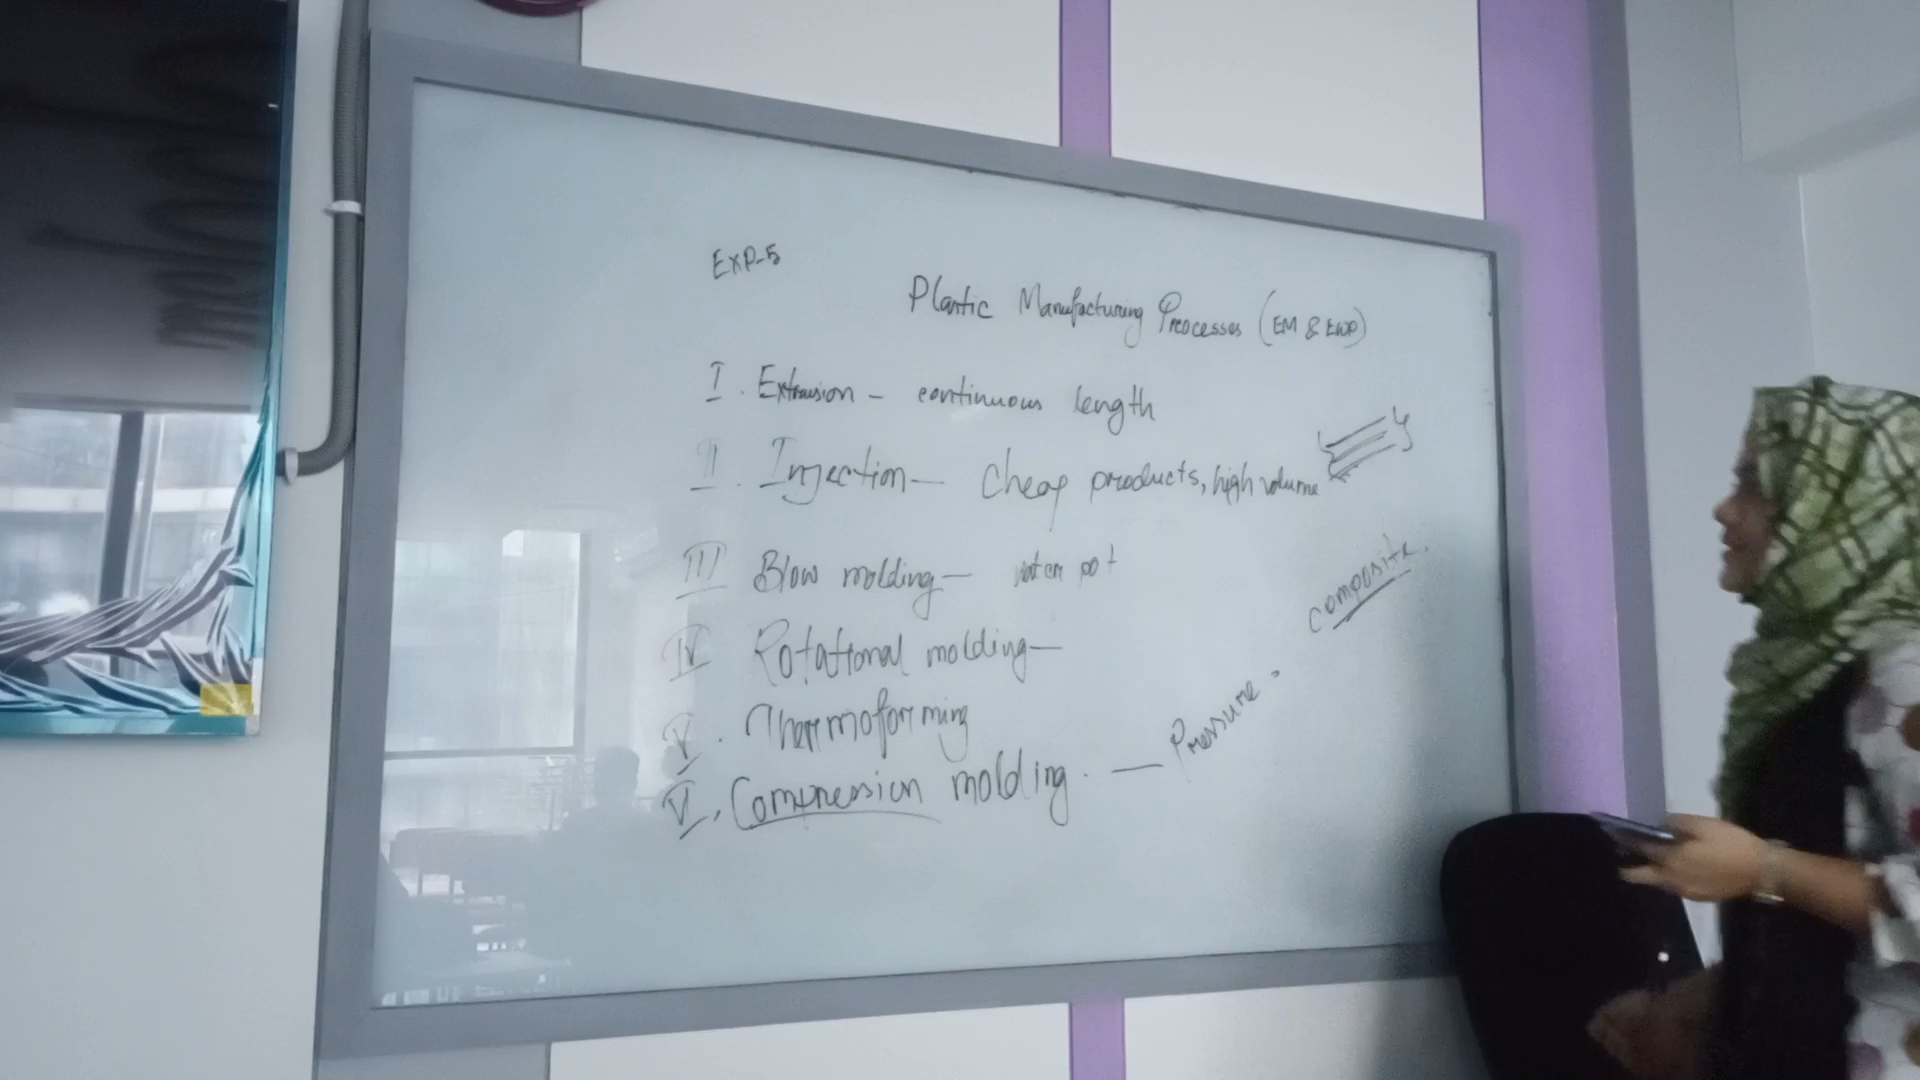 EXP-5
Plastic Manufacturing Processes (EM & EWP)
I. Extrusion - continuous length
II. Injection - Cheap products, high volume
III Blow molding - water pot
composite.
IV Rotational molding -
V. Thermoforming
VI. Compression molding. - Pressure